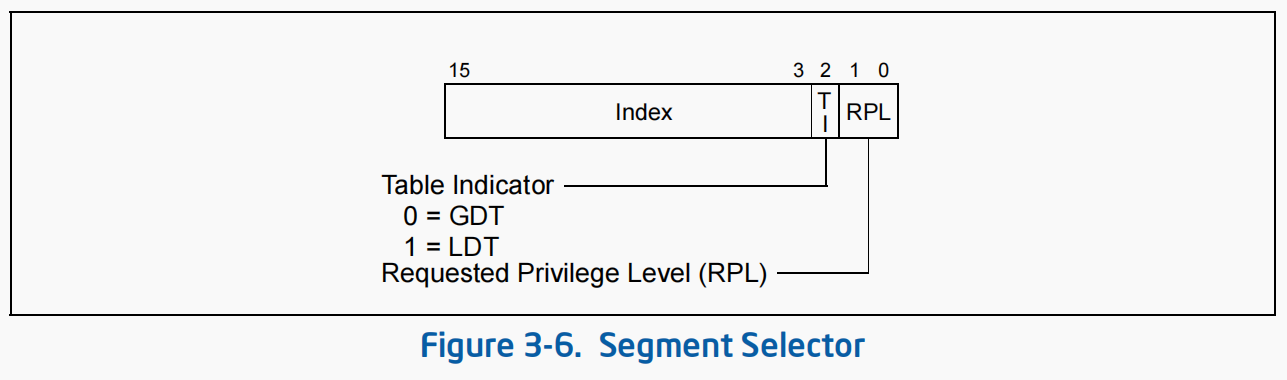 15 3 2 1 0
Index TI RPL
Table Indicator
0 = GDT
1 = LDT
Requested Privilege Level (RPL)
Figure 3-6. Segment Selector